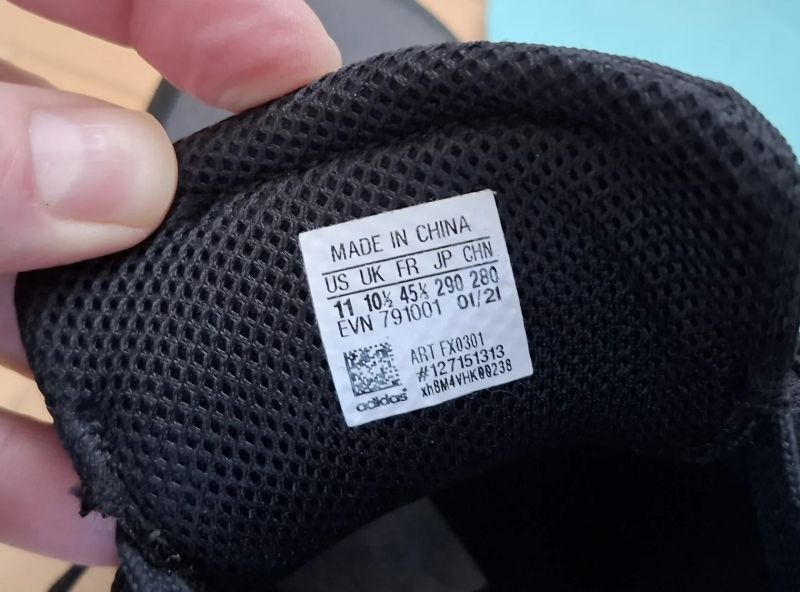 MADE IN CHINA
US UK FR JP CHN
11 10½ 45⅓ 290 280
EVN 791001 01/21
ART FX0301
#127151313
xh8M4VHK00238
adidas